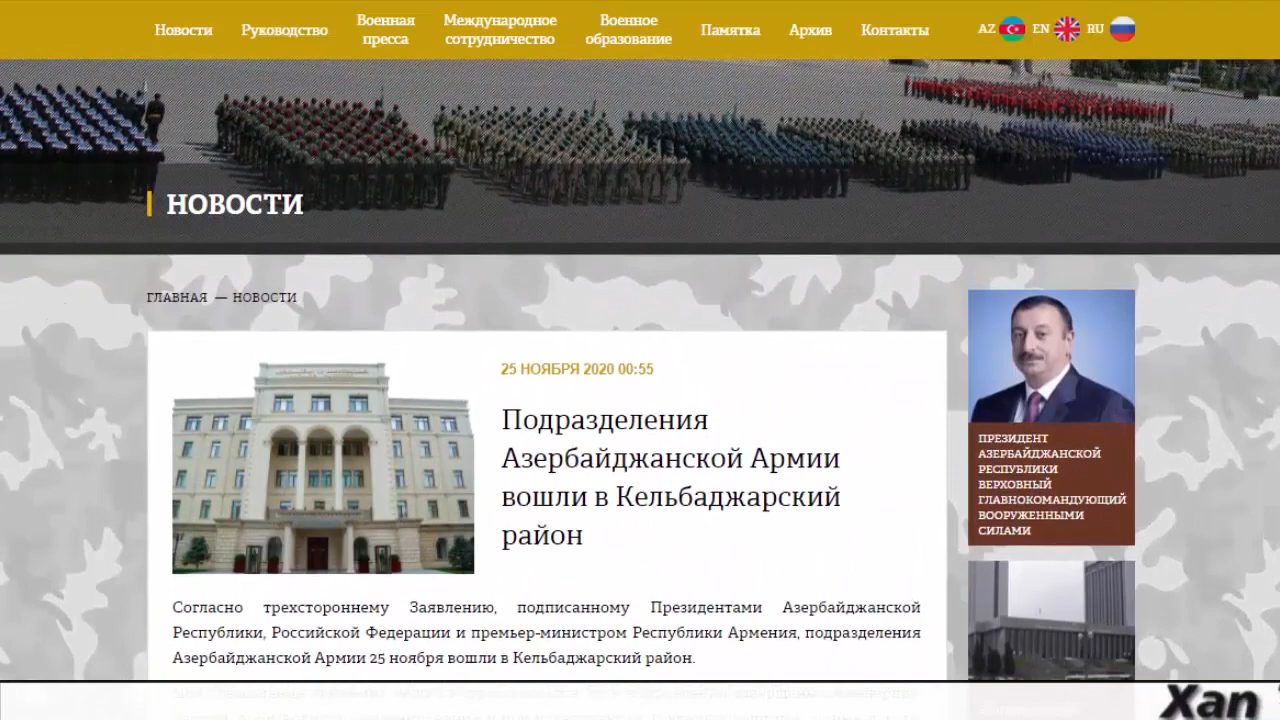 Новости
Руководство
Военная
пресса
Международное
сотрудничество
Военное
образование
Памятка
Архив
Контакты
AZ
EN
RU
НОВОСТИ
ГЛАВНАЯ — НОВОСТИ
25 НОЯБРЯ 2020 00:55
Подразделения
Азербайджанской Армии
вошли в Кельбаджарский
район
Согласно трехстороннему Заявлению, подписанному Президентами Азербайджанской
Республики, Российской Федерации и премьер-министром Республики Армения, подразделения
Азербайджанской Армии 25 ноября вошли в Кельбаджарский район.
ПРЕЗИДЕНТ
АЗЕРБАЙДЖАНСКОЙ
РЕСПУБЛИКИ
ВЕРХОВНЫЙ
ГЛАВНОКОМАНДУЮЩИЙ
ВООРУЖЕННЫМИ
СИЛАМИ
Xan